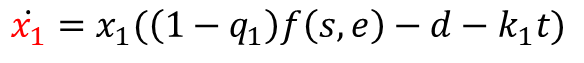 ẋ₁ = x₁((1 − q₁)f(s, e) − d − k₁t)